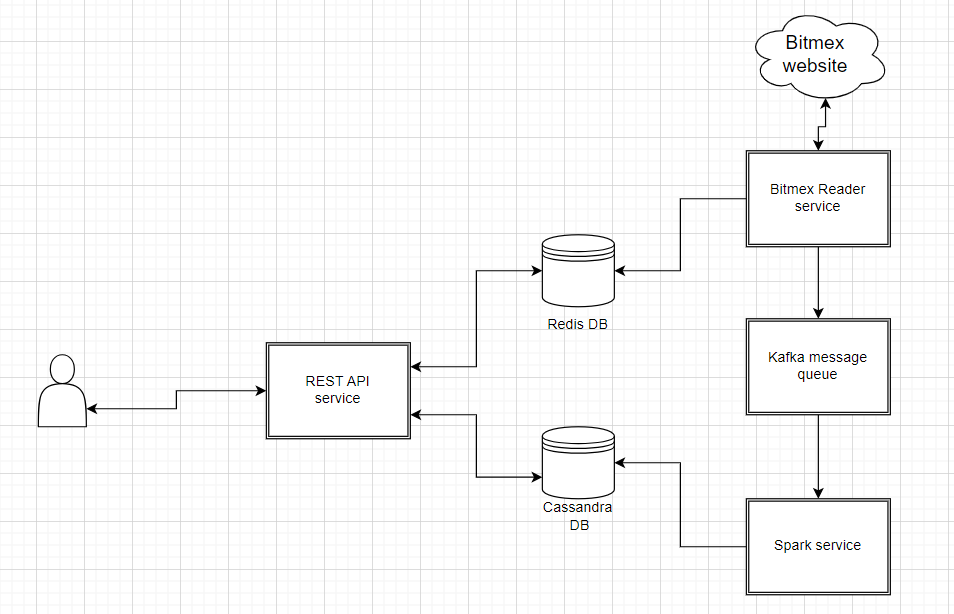 Bitmex
website
Bitmex Reader
service
Redis DB
Kafka message
queue
REST API
service
Cassandra
DB
Spark service